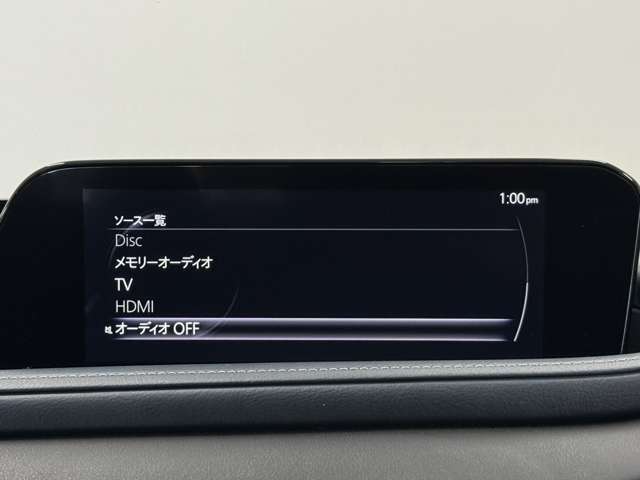 1:00pm
ソース一覧
Disc
メモリーオーディオ
TV
HDMI
オーディオ OFF